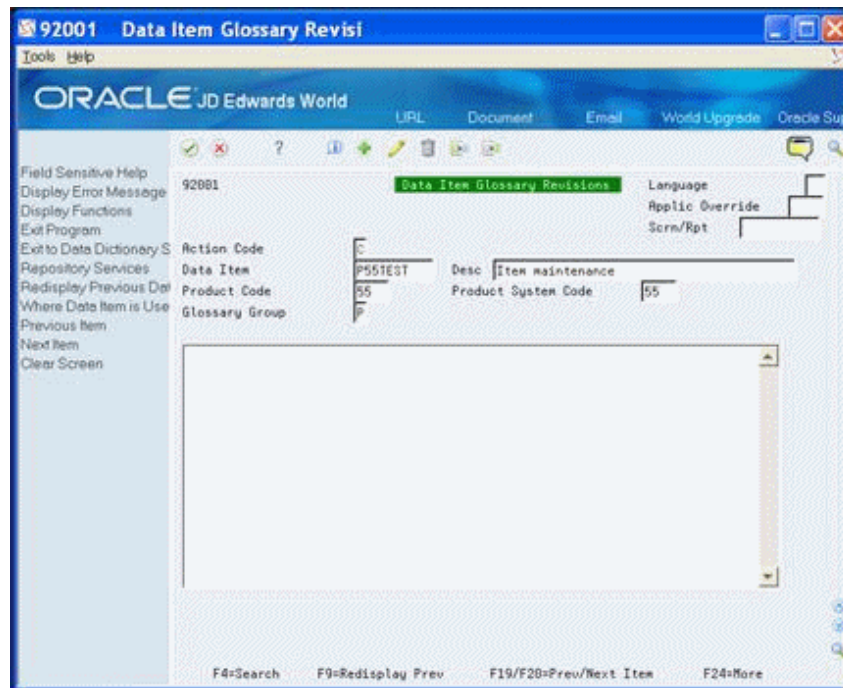 92001 Data Item Glossary Revisi
Tools Help
ORACLE JD Edwards World
URL Document Email World Upgrade Oracle Sup
?
Field Sensitive Help
Display Error Message
Display Functions
Exit Program
Exit to Data Dictionary S
Repository Services
Redisplay Previous Dat
Where Data Item is Use
Previous Item
Next Item
Clear Screen
92001 Data Item Glossary Revisions Language
Applic Override
Scrn/Rpt
Action Code C
Data Item P55TEST Desc Item maintenance
Product Code 55 Product System Code 55
Glossary Group P
F4=Search F9=Redisplay Prev F19/F20=Prev/Next Item F24=More